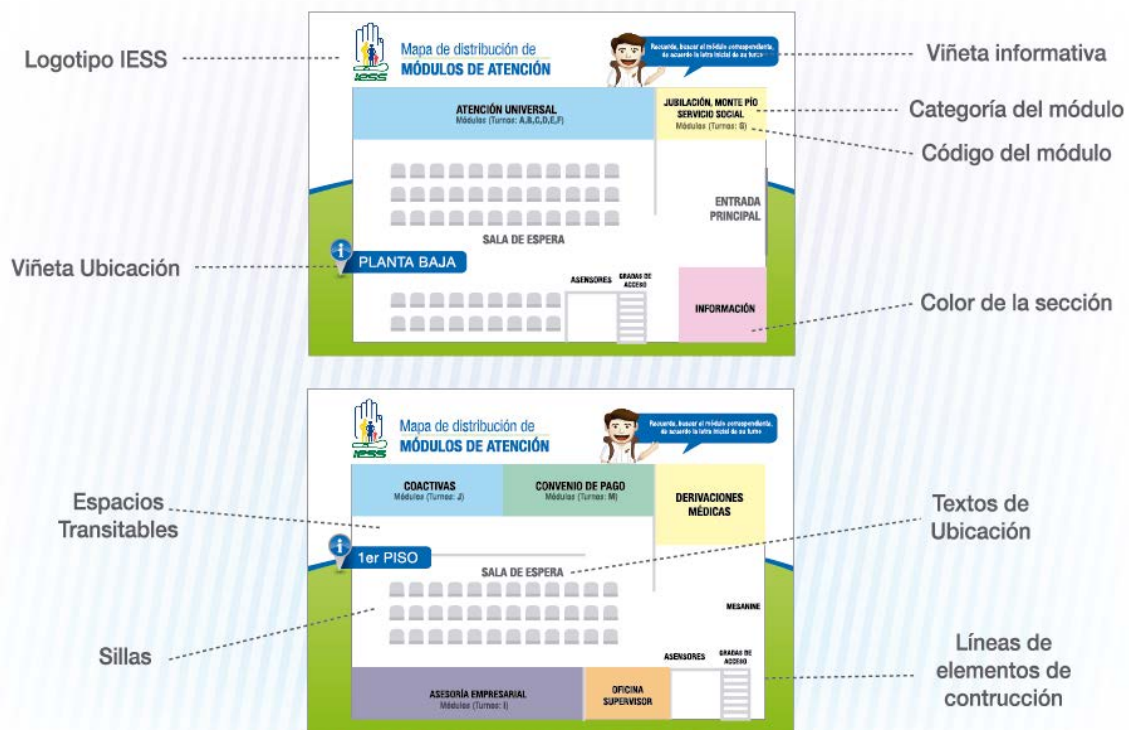 Logotipo IESS
IESS
Mapa de distribución de
MÓDULOS DE ATENCIÓN
Recuerde, buscar el módulo correspondiente,
de acuerdo la letra inicial de su turno
Viñeta informativa
ATENCIÓN UNIVERSAL
Módulos (Turnos: A,B,C,D,E,F)
JUBILACIÓN, MONTE PÍO
SERVICIO SOCIAL
Módulos (Turnos: G)
Categoría del módulo
Código del módulo
ENTRADA
PRINCIPAL
SALA DE ESPERA
Viñeta Ubicación
i
PLANTA BAJA
ASENSORES
GRADAS DE
ACCESO
INFORMACIÓN
Color de la sección
IESS
Mapa de distribución de
MÓDULOS DE ATENCIÓN
Recuerde, buscar el módulo correspondiente,
de acuerdo la letra inicial de su turno
COACTIVAS
Módulos (Turnos: J)
CONVENIO DE PAGO
Módulos (Turnos: M)
DERIVACIONES
MÉDICAS
Espacios
Transitables
Textos de
Ubicación
i
1er PISO
SALA DE ESPERA
MESANINE
Sillas
ASENSORES
GRADAS DE
ACCESO
Líneas de
elementos de
contrucción
ASESORÍA EMPRESARIAL
Módulos (Turnos: I)
OFICINA
SUPERVISOR